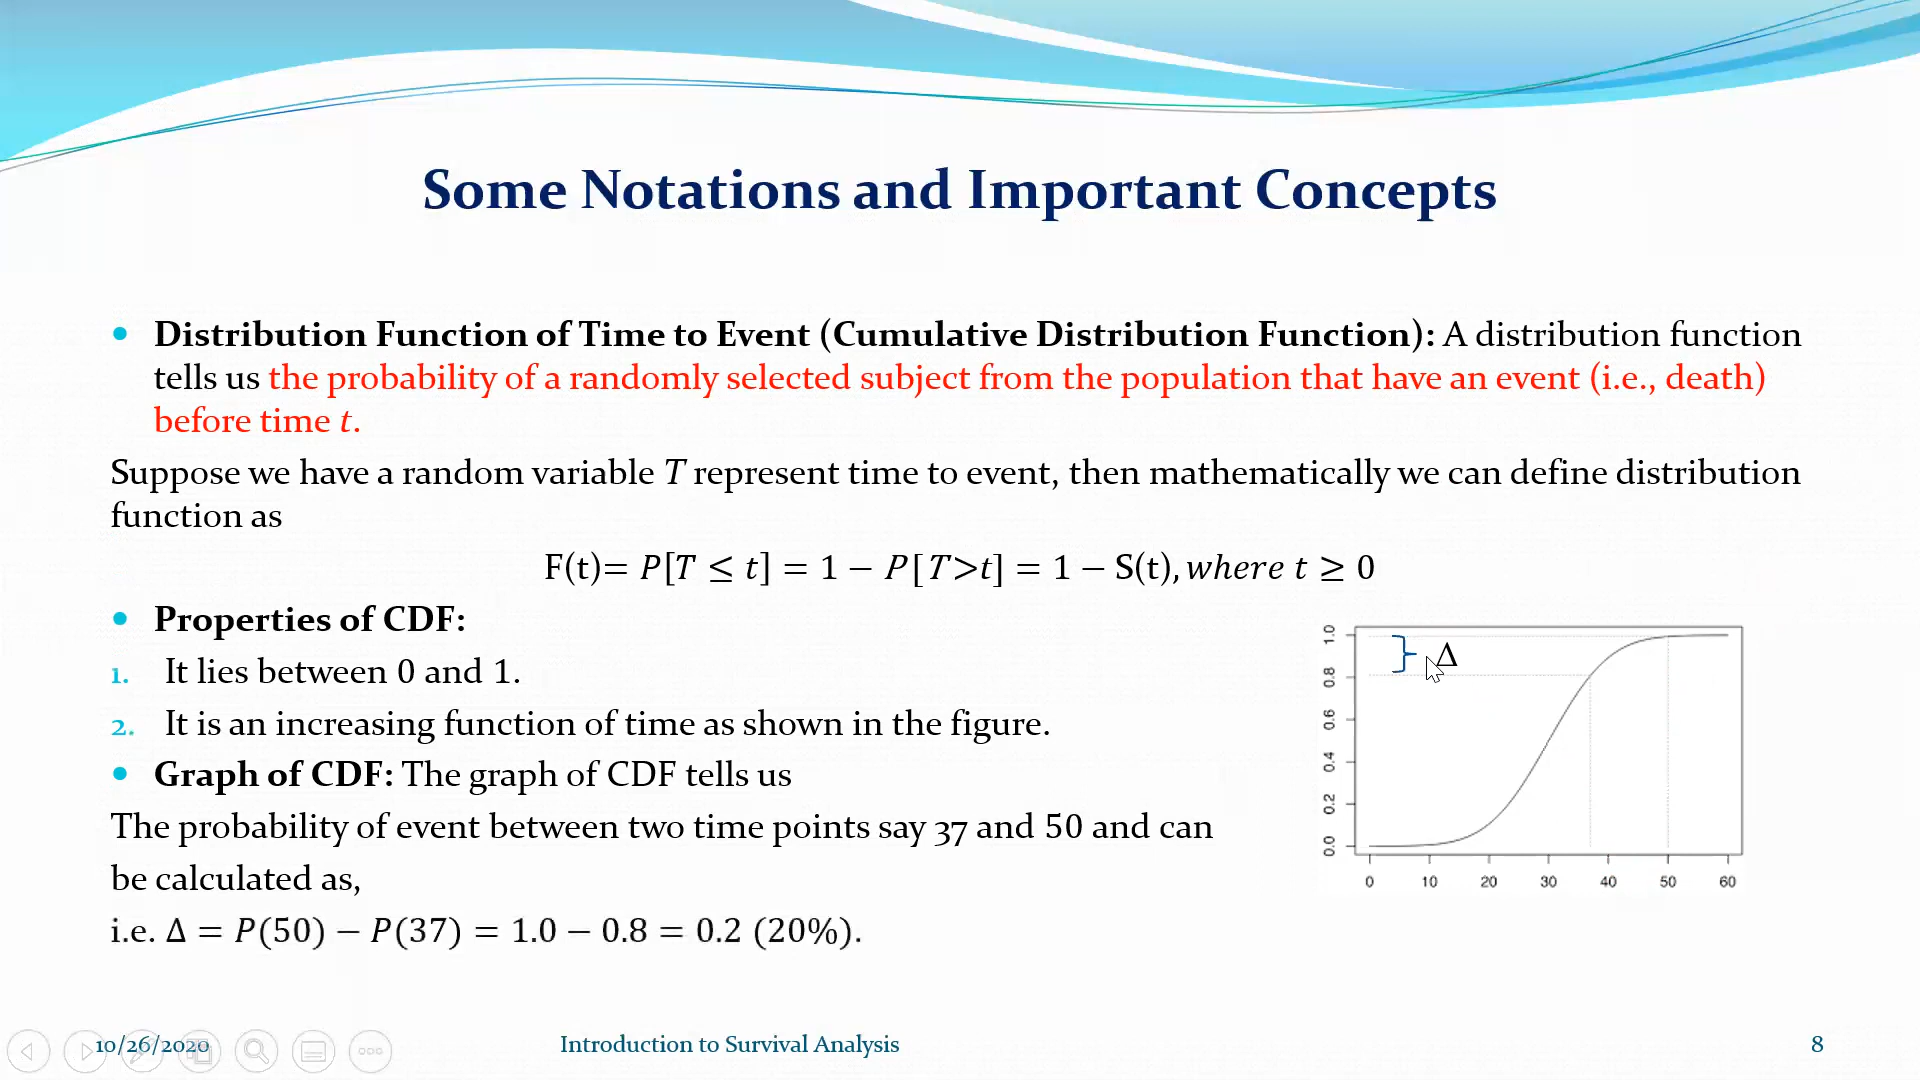 Some Notations and Important Concepts
• Distribution Function of Time to Event (Cumulative Distribution Function): A distribution function
tells us the probability of a randomly selected subject from the population that have an event (i.e., death)
before time t.
Suppose we have a random variable T represent time to event, then mathematically we can define distribution
function as
F(t)= P[T ≤ t] = 1 − P[T>t] = 1 − S(t), where t ≥ 0
• Properties of CDF:
1. It lies between 0 and 1.
2. It is an increasing function of time as shown in the figure.
• Graph of CDF: The graph of CDF tells us
The probability of event between two time points say 37 and 50 and can
be calculated as,
i.e. Δ = P(50) − P(37) = 1.0 − 0.8 = 0.2 (20%).
1.0
0.8
0.6
0.4
0.2
0.0
Δ
0 10 20 30 40 50 60
10/26/2020 Introduction to Survival Analysis 8